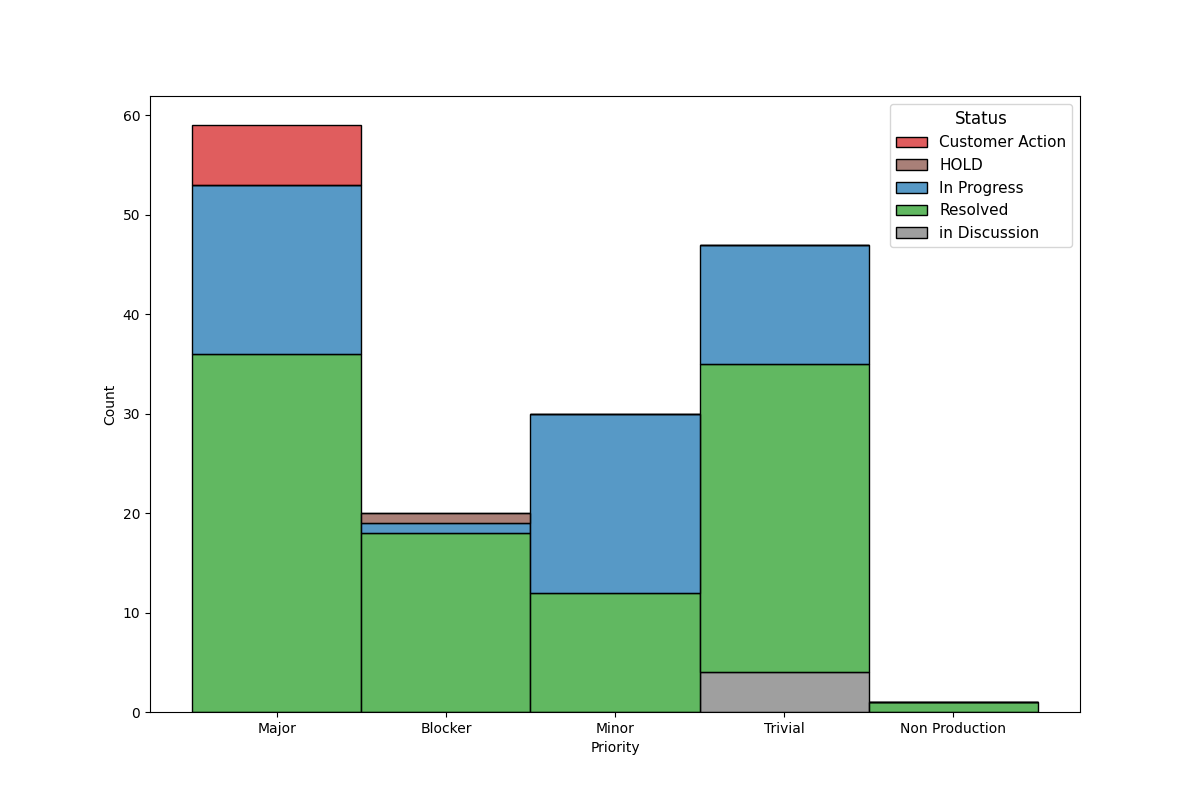 Status
Customer Action
HOLD
In Progress
Resolved
in Discussion
60
50
40
30
20
10
0
Count
Major Blocker Minor Trivial Non Production
Priority